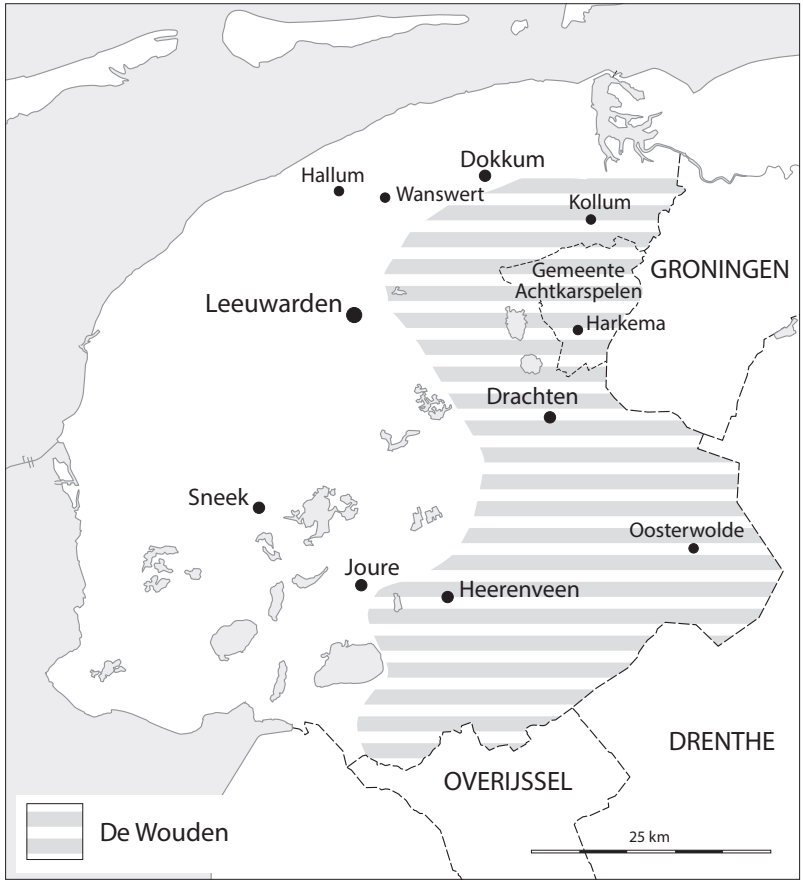 Dokkum
Hallum
Wanswert
Kollum
Gemeente
Achtkarspelen
GRONINGEN
Leeuwarden
Harkema
Drachten
Sneek
Oosterwolde
Joure
Heerenveen
DRENTHE
OVERIJSSEL
De Wouden
25 km